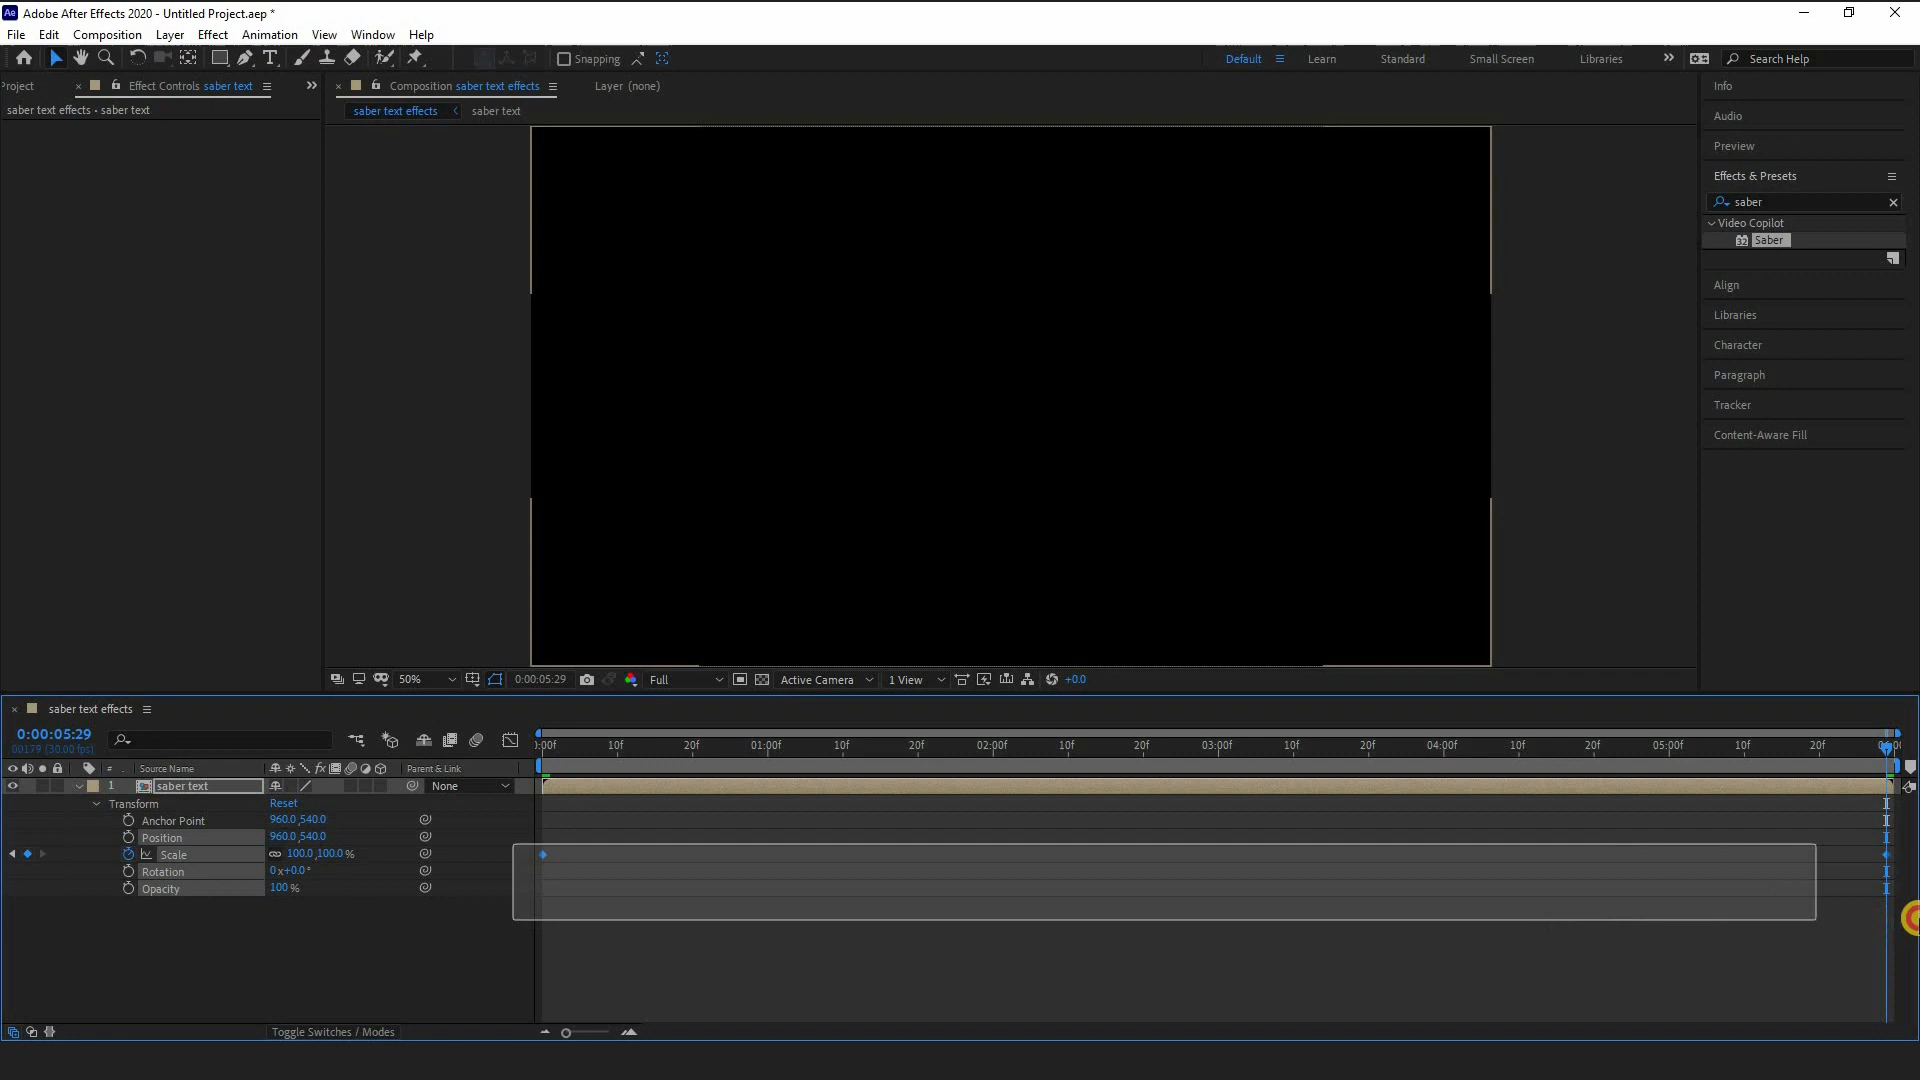 Ae Adobe After Effects 2020 - Untitled Project.aep *
File Edit Composition Layer Effect Animation View Window Help
Snapping Default Learn Standard Small Screen Libraries Search Help
roject × Effect Controls saber text × Composition saber text effects Layer (none)
saber text effects • saber text
saber text effects saber text
Info
Audio
Preview
Effects & Presets
saber
Video Copilot
32 Saber
Align
Libraries
Character
Paragraph
Tracker
Content-Aware Fill
50% 0:00:05:29 Full Active Camera 1 View +0.0
× saber text effects
0:00:05:29
00179 (30.00 fps)
):00f 10f 20f 01:00f 10f 20f 02:00f 10f 20f 03:00f 10f 20f 04:00f 10f 20f 05:00f 10f 20f
# . Source Name fx Parent & Link
1 saber text None
Transform Reset
Anchor Point 960.0,540.0
Position 960.0,540.0
Scale 100.0,100.0%
Rotation 0x+0.0°
Opacity 100%
Toggle Switches / Modes